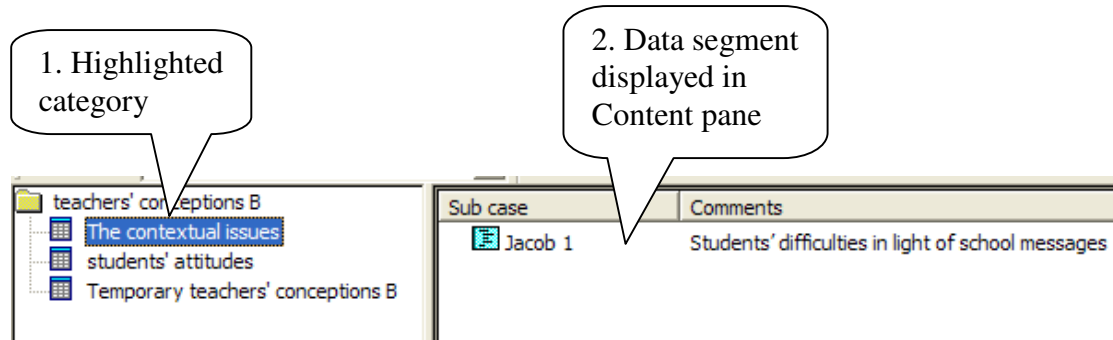 1. Highlighted
category
2. Data segment
displayed in
Content pane
teachers' conceptions B
The contextual issues
students' attitudes
Temporary teachers' conceptions B
Sub case Comments
Jacob 1 Students' difficulties in light of school messages